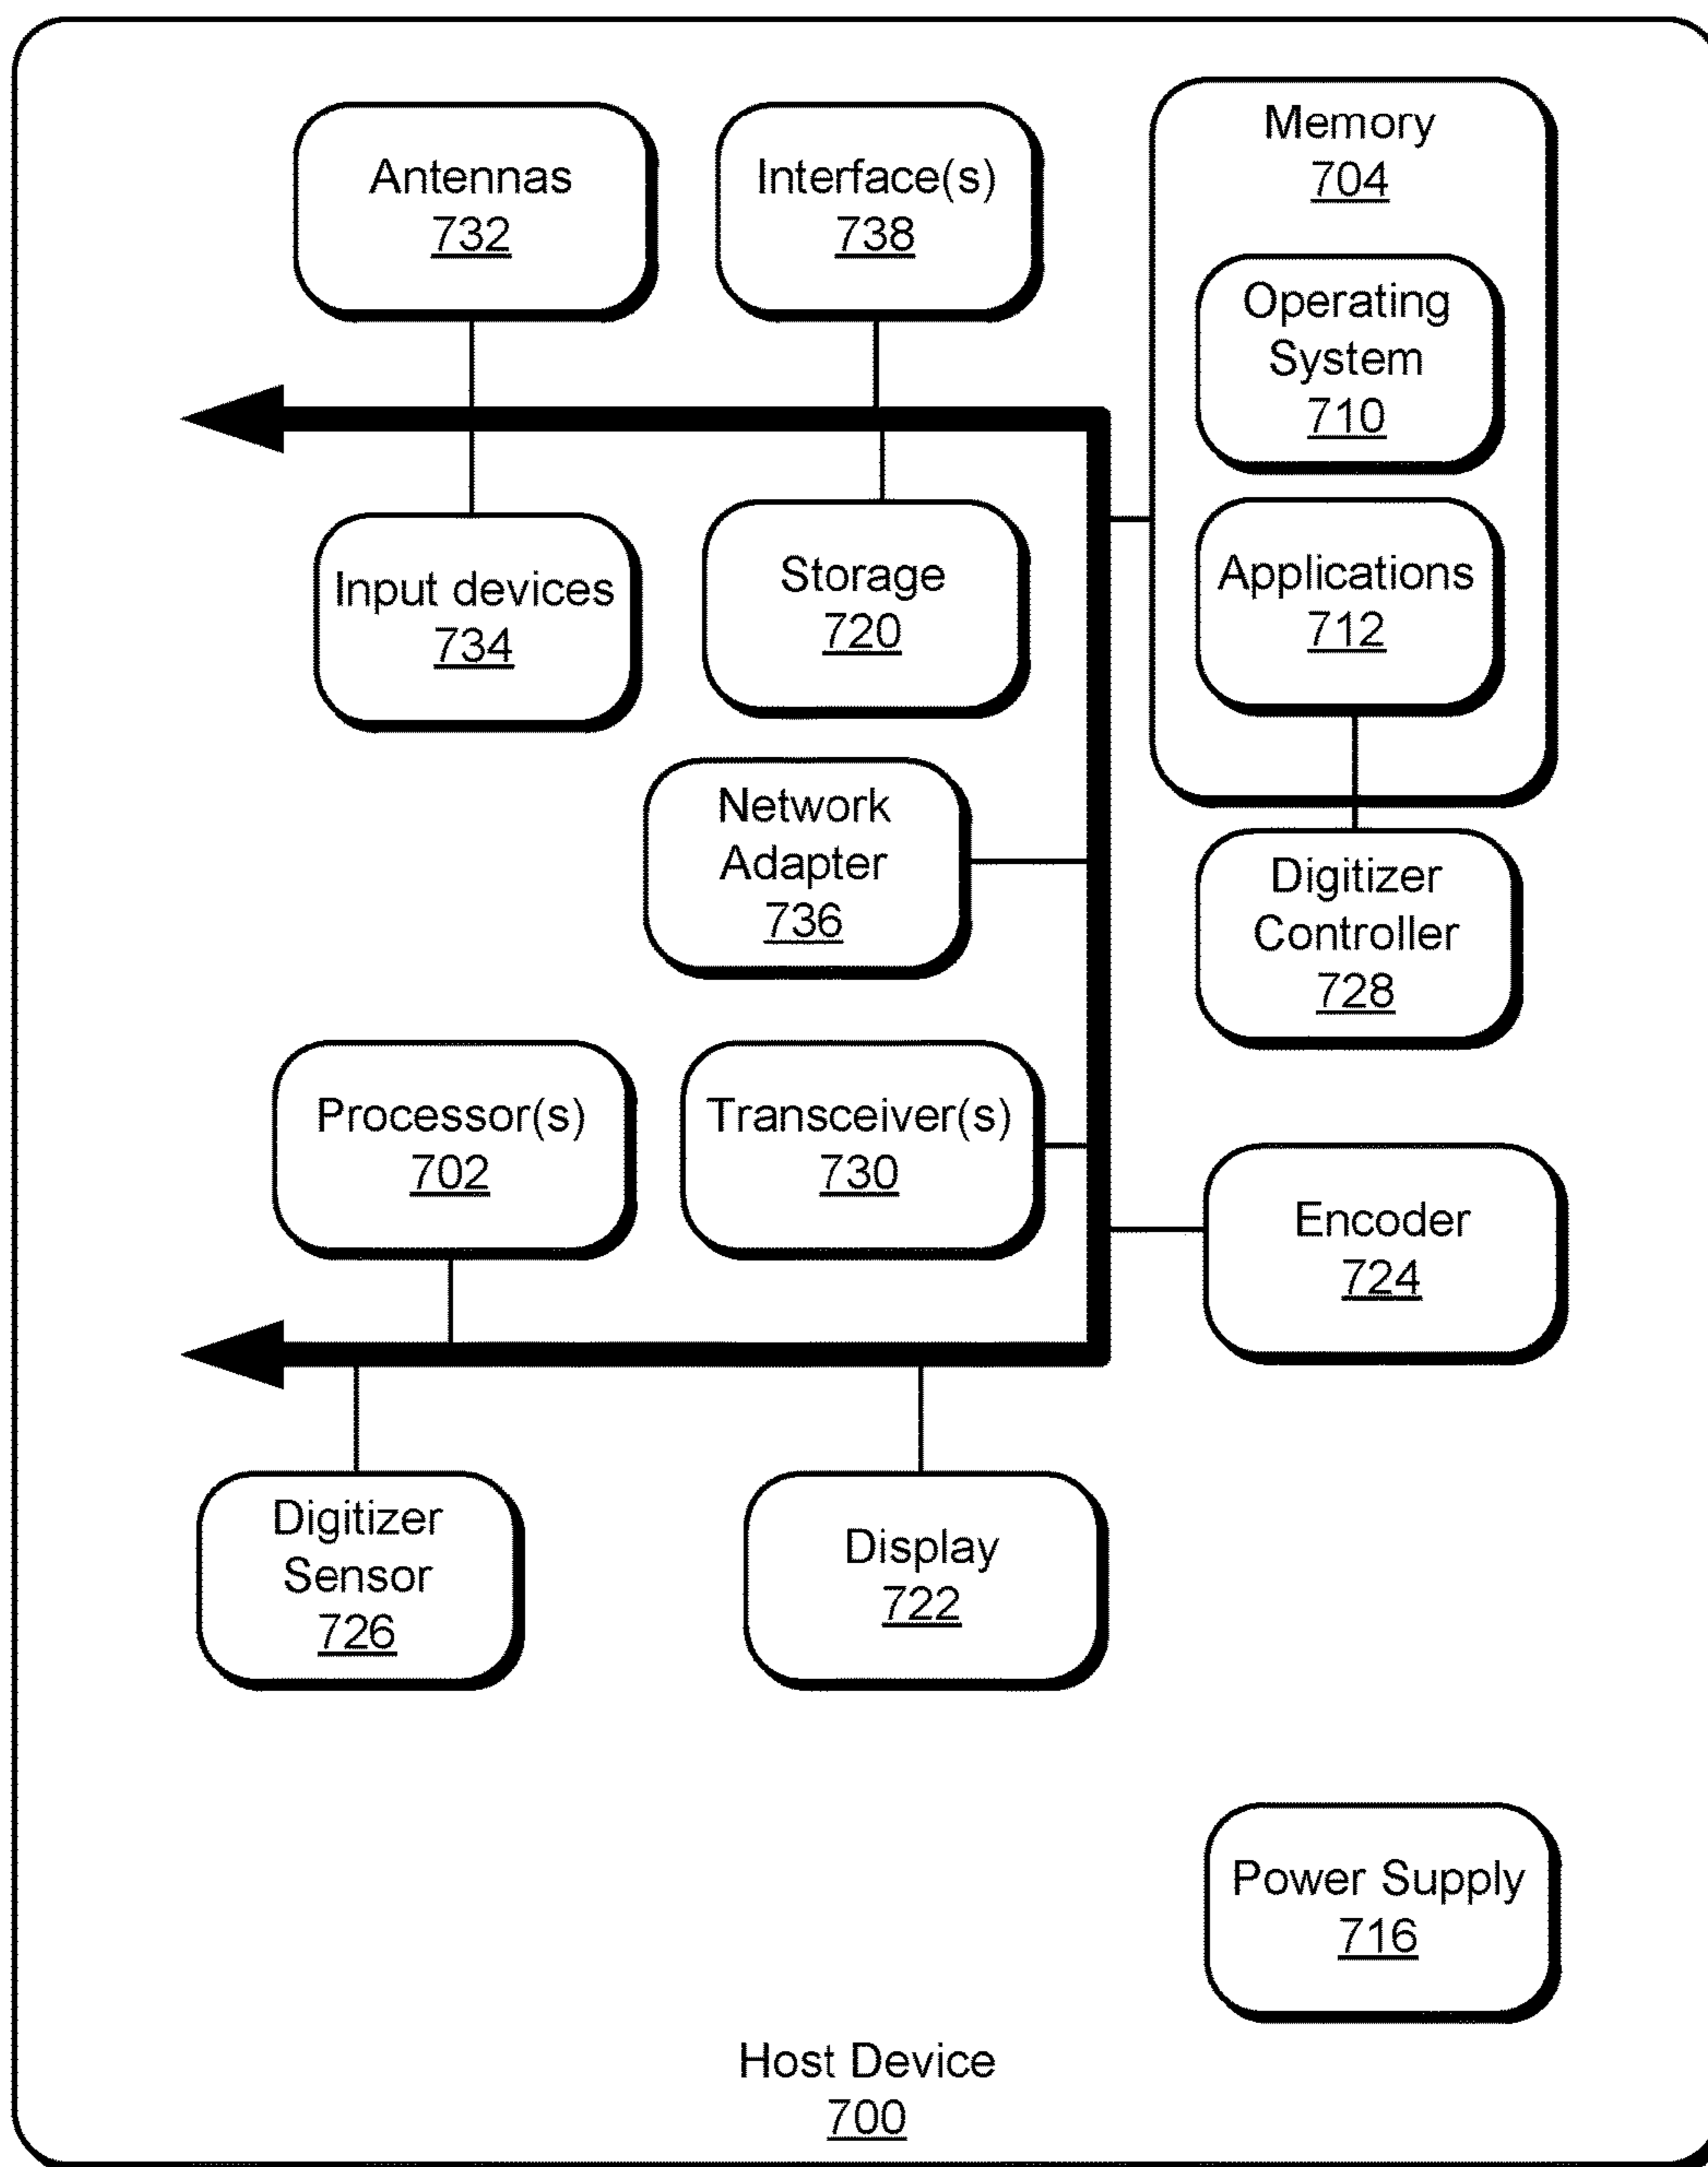 Antennas
732
Interface(s)
738
Memory
704
Operating
System
710
Applications
712
Input devices
734
Storage
720
Network
Adapter
736
Digitizer
Controller
728
Processor(s)
702
Transceiver(s)
730
Encoder
724
Digitizer
Sensor
726
Display
722
Power Supply
716
Host Device
700